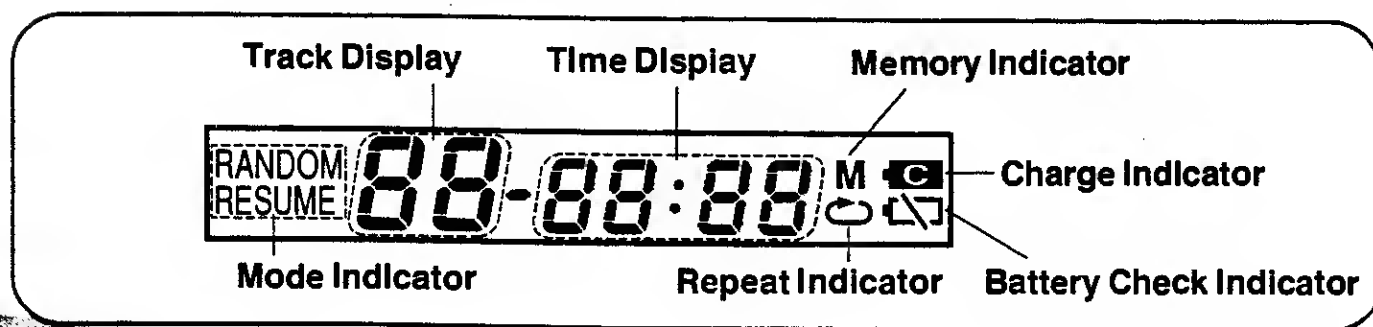 Track Display Time Display Memory Indicator
RANDOM 88-88:88 M C Charge Indicator
RESUME
Mode Indicator Repeat Indicator Battery Check Indicator